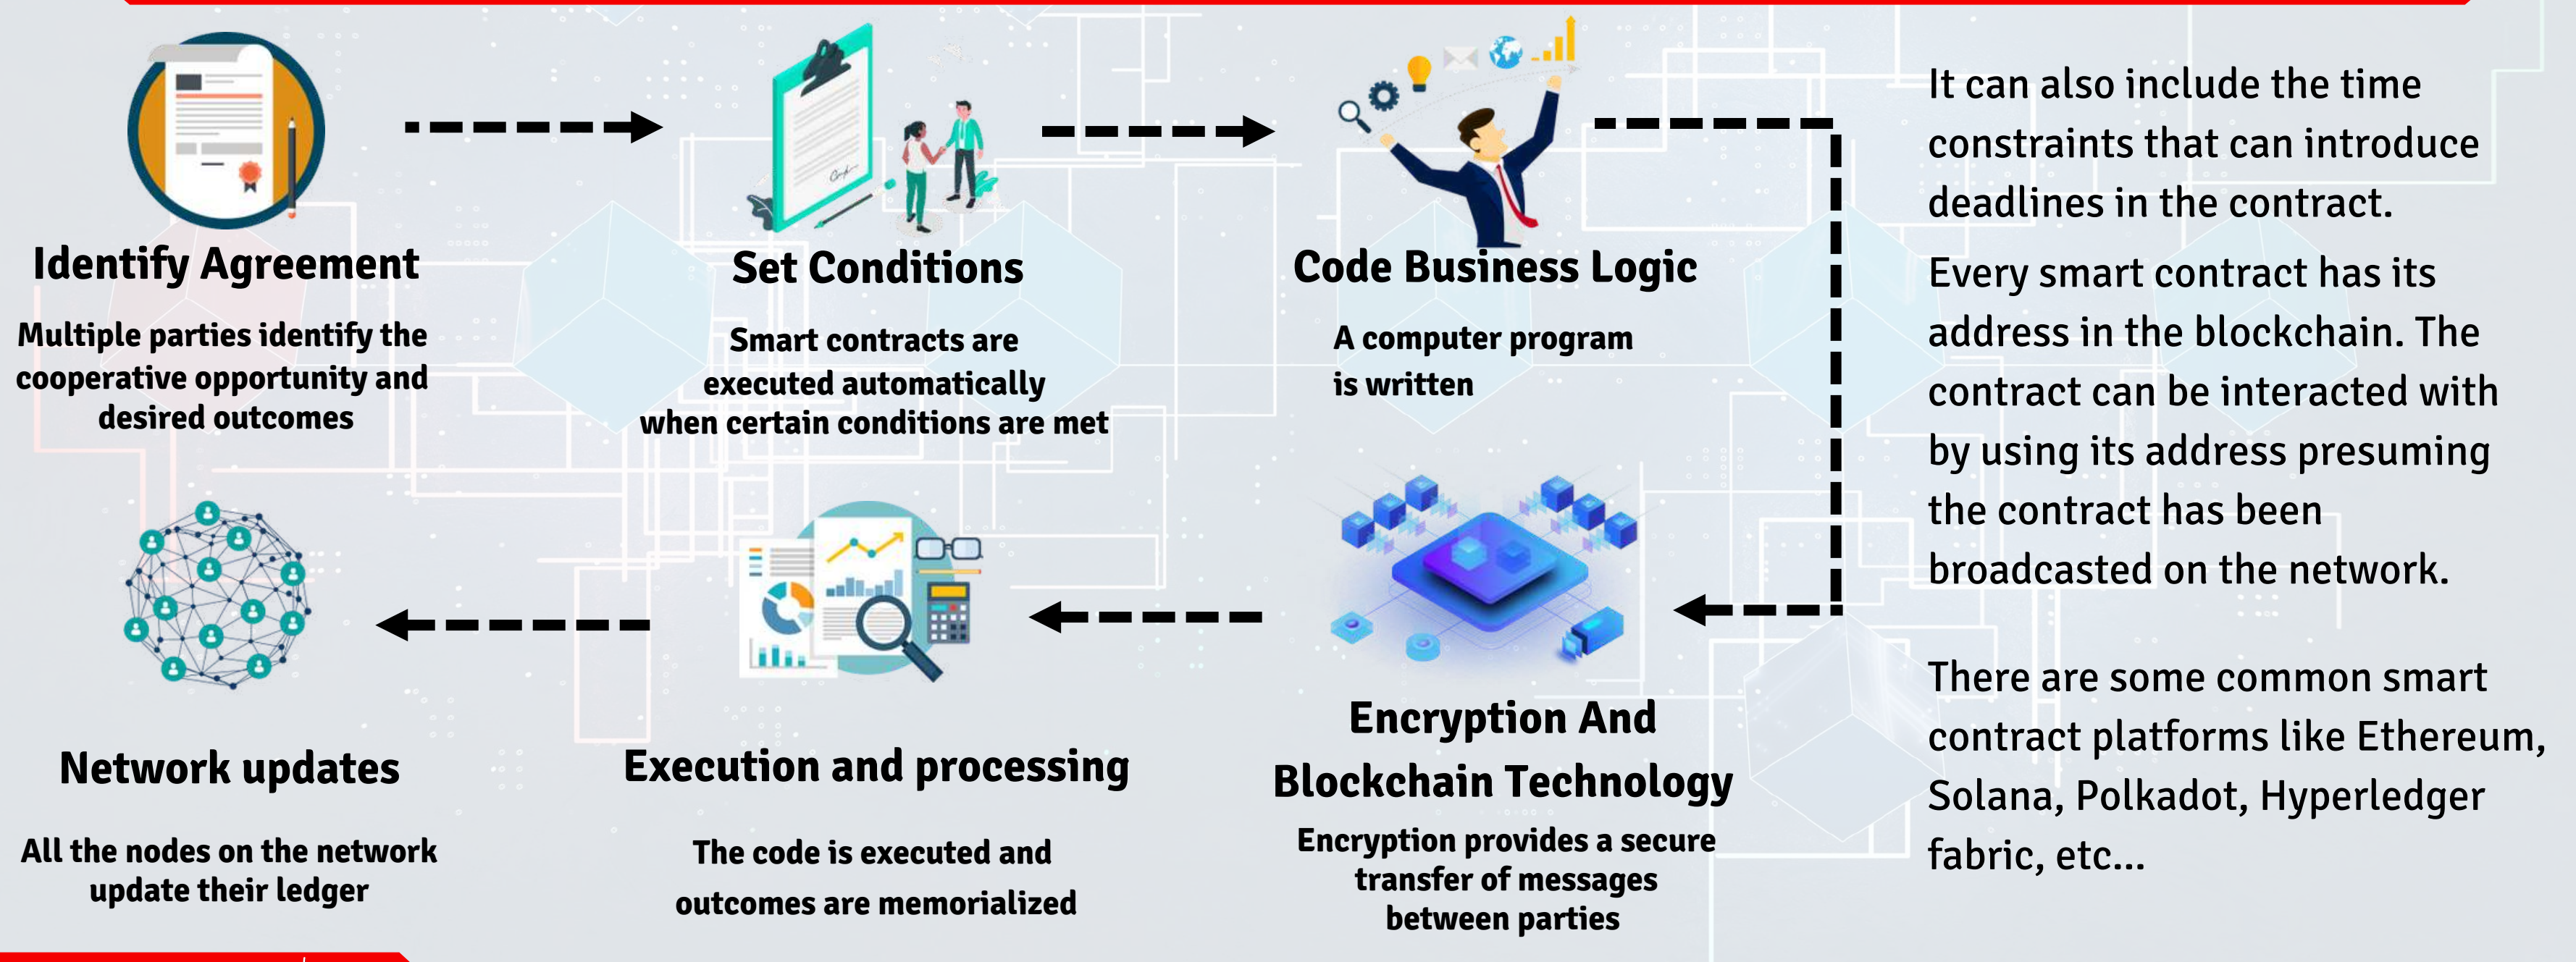 Identify Agreement
Multiple parties identify the
cooperative opportunity and
desired outcomes
Set Conditions
Smart contracts are
executed automatically
when certain conditions are met
Code Business Logic
A computer program
is written
Encryption And
Blockchain Technology
Encryption provides a secure
transfer of messages
between parties
Execution and processing
The code is executed and
outcomes are memorialized
Network updates
All the nodes on the network
update their ledger
It can also include the time
constraints that can introduce
deadlines in the contract.
Every smart contract has its
address in the blockchain. The
contract can be interacted with
by using its address presuming
the contract has been
broadcasted on the network.
There are some common smart
contract platforms like Ethereum,
Solana, Polkadot, Hyperledger
fabric, etc...